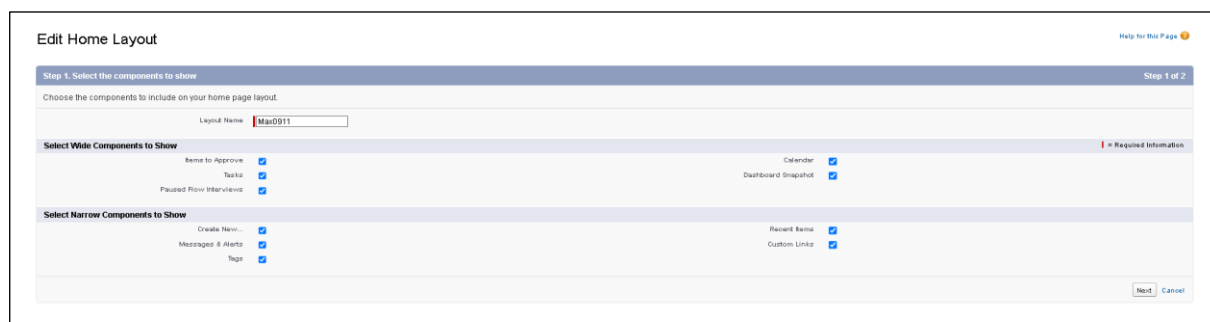 Edit Home Layout
Help for this Page
Step 1. Select the components to show
Step 1 of 2
Choose the components to include on your home page layout.
Layout Name Max0911
Select Wide Components to Show
= Required Information
Items to Approve
Calendar
Tasks
Dashboard Snapshot
Paused Flow Interviews
Select Narrow Components to Show
Create New...
Recent Items
Messages & Alerts
Custom Links
Tags
Next Cancel